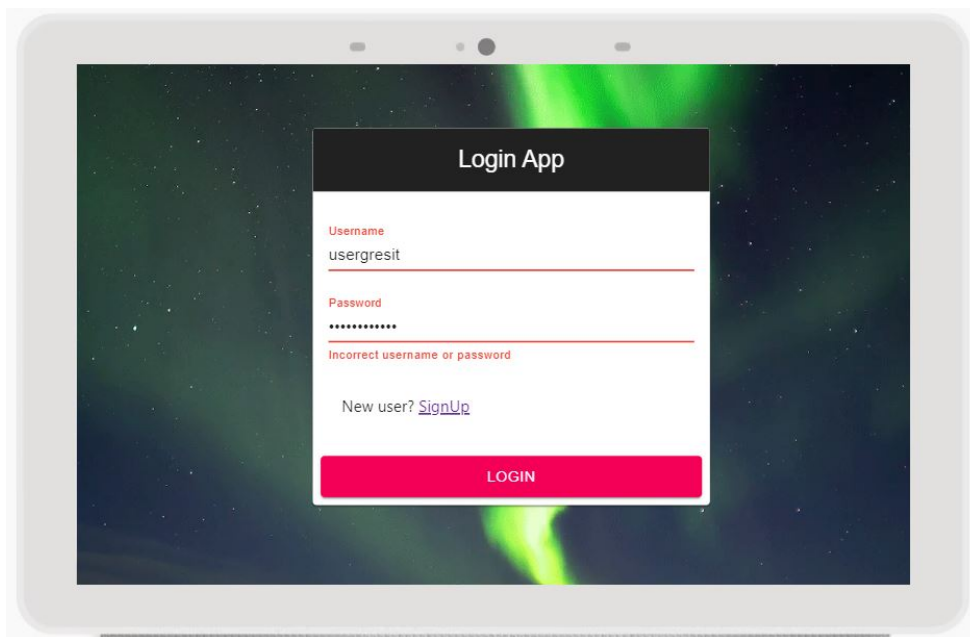 Login App
Username
usergresit
Password
••••••••••••
Incorrect username or password
New user? SignUp
LOGIN